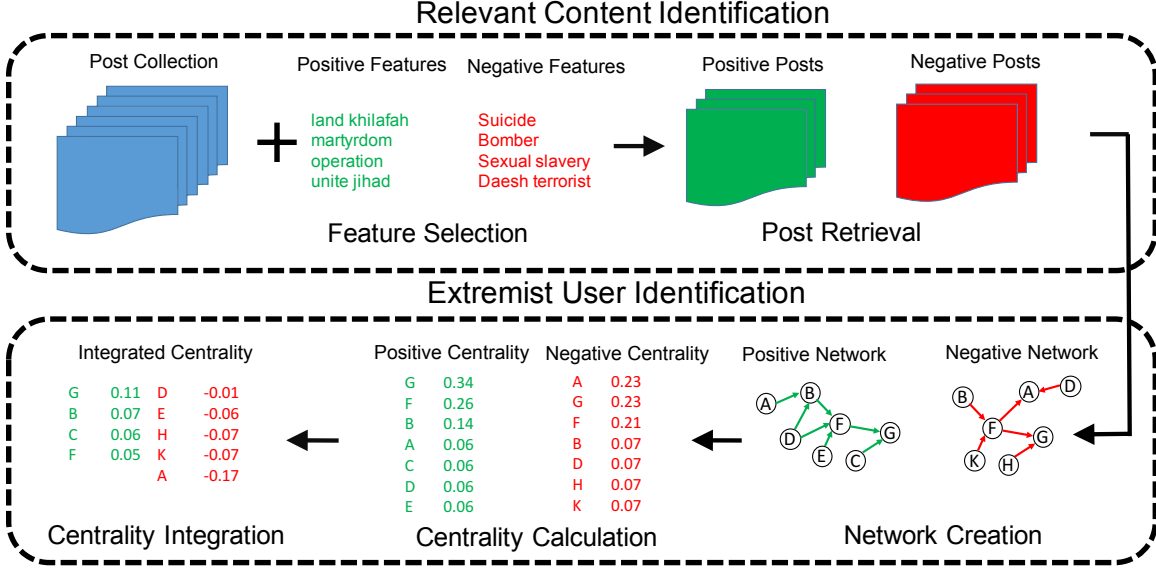 Relevant Content Identification
Post Collection
Positive Features
Negative Features
Positive Posts
Negative Posts
+
land khilafah
martyrdom
operation
unite jihad
Suicide
Bomber
Sexual slavery
Daesh terrorist
Feature Selection
Post Retrieval
Extremist User Identification
Integrated Centrality
G 0.11 D -0.01
B 0.07 E -0.06
C 0.06 H -0.07
F 0.05 K -0.07
A -0.17
Positive Centrality
G 0.34
F 0.26
B 0.14
A 0.06
C 0.06
D 0.06
E 0.06
Negative Centrality
A 0.23
G 0.23
F 0.21
B 0.07
D 0.07
H 0.07
K 0.07
Positive Network
A
B
D
F
E
C
G
Negative Network
B
A
D
F
G
K
H
Centrality Integration
Centrality Calculation
Network Creation